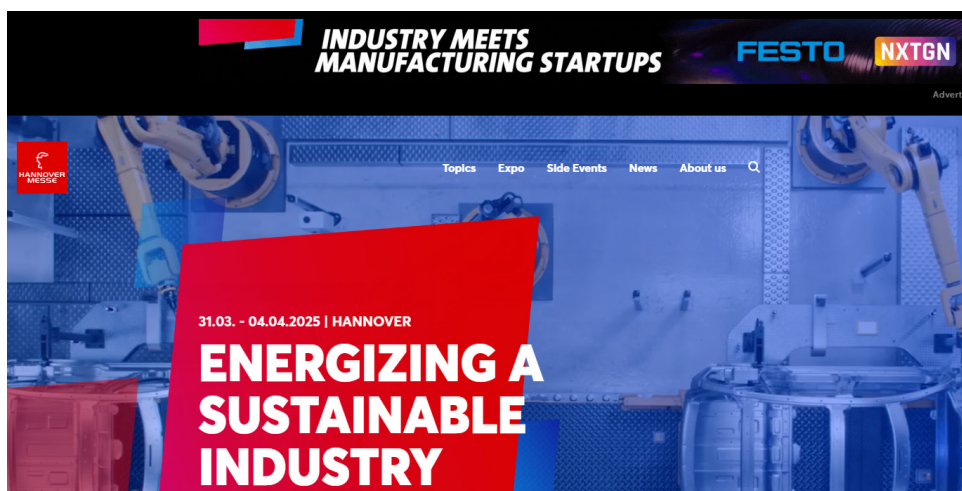 INDUSTRY MEETS
MANUFACTURING STARTUPS
FESTO
NXTGN
Advert
HANNOVER
MESSE
Topics Expo Side Events News About us
31.03. - 04.04.2025 | HANNOVER
ENERGIZING A
SUSTAINABLE
INDUSTRY